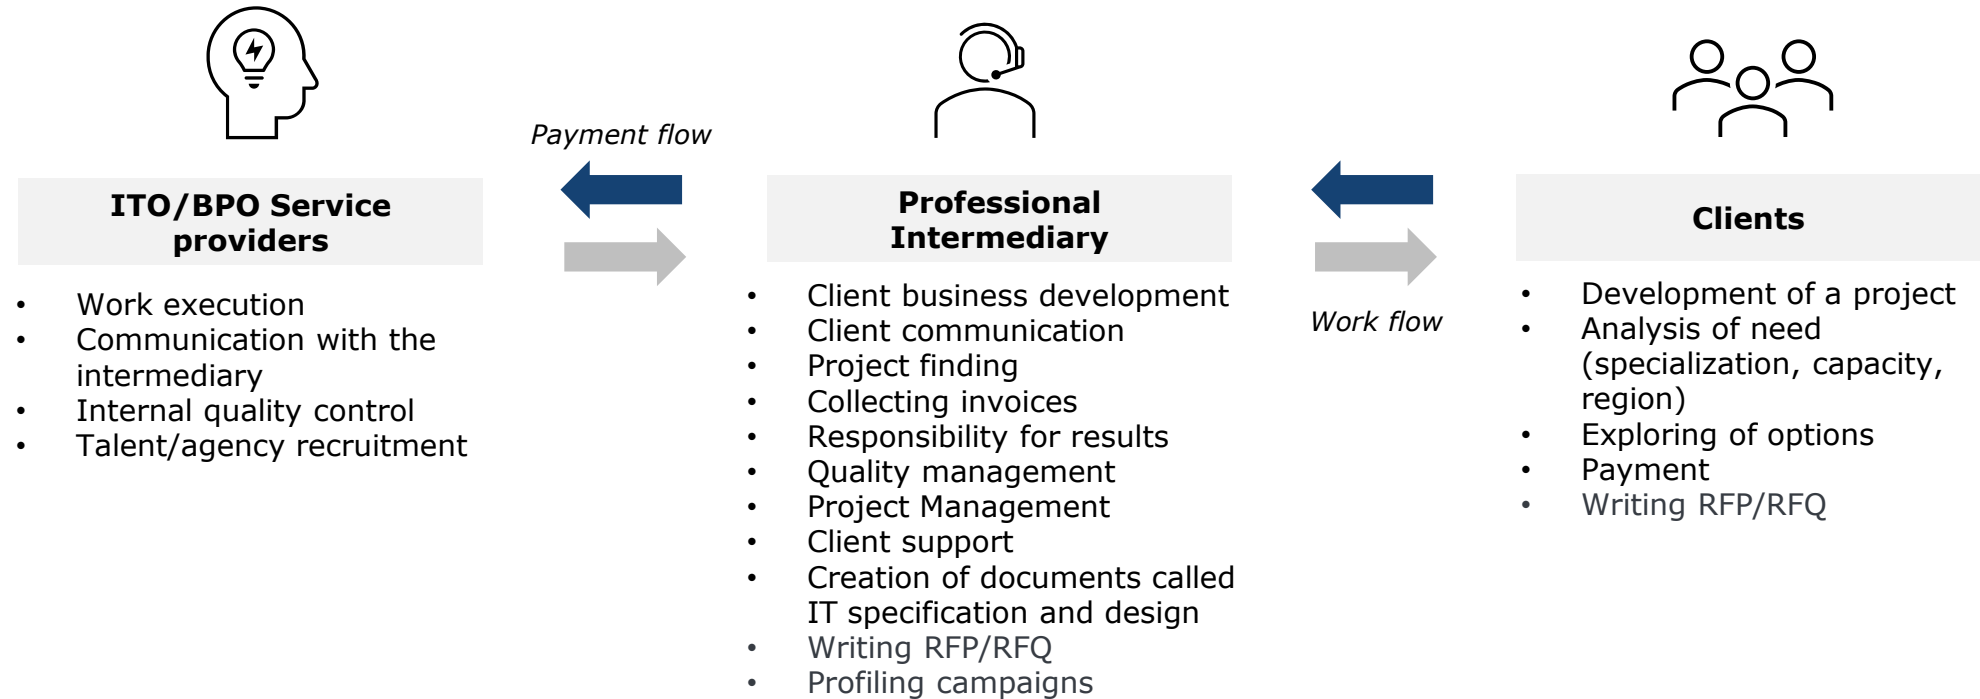 Payment flow
ITO/BPO Service
providers
• Work execution
• Communication with the
intermediary
• Internal quality control
• Talent/agency recruitment
Professional
Intermediary
• Client business development
• Client communication
• Project finding
• Collecting invoices
• Responsibility for results
• Quality management
• Project Management
• Client support
• Creation of documents called
IT specification and design
• Writing RFP/RFQ
• Profiling campaigns
Work flow
Clients
• Development of a project
• Analysis of need
(specialization, capacity,
region)
• Exploring of options
• Payment
• Writing RFP/RFQ